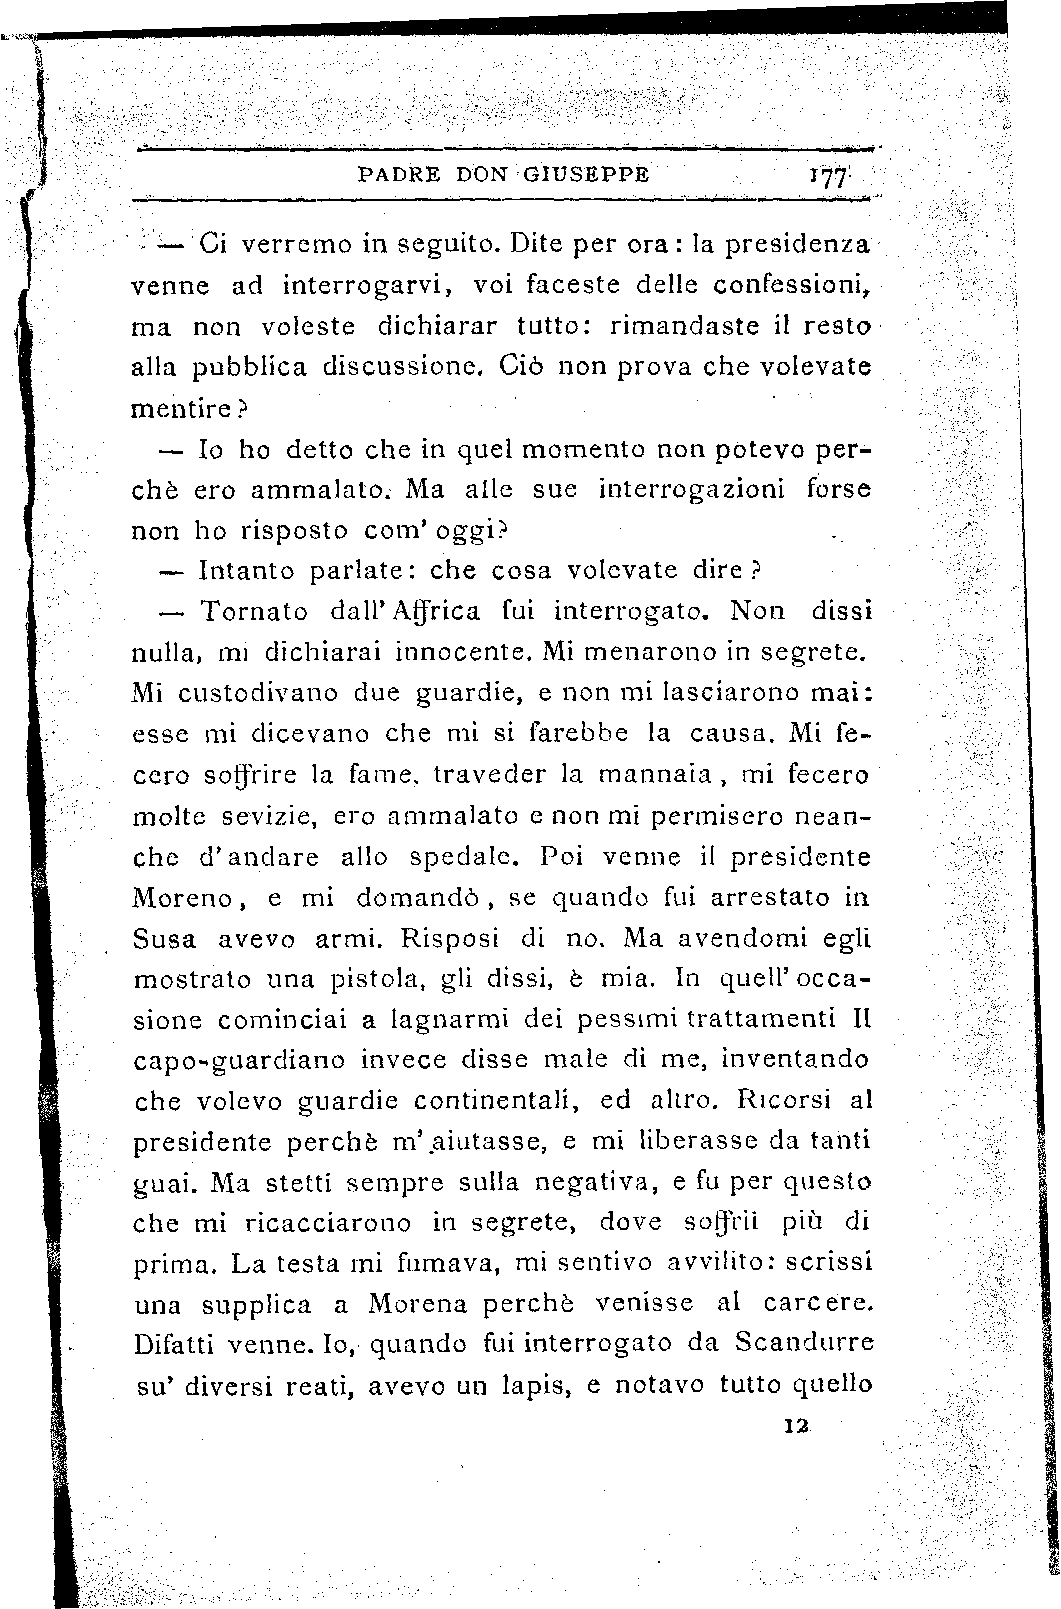 PADRE DON GIUSEPPE 177
— Ci verremo in seguito. Dite per ora: la presidenza
venne ad interrogarvi, voi faceste delle confessioni,
ma non voleste dichiarar tutto: rimandaste il resto
alla pubblica discussione. Ciò non prova che volevate
mentire?
— Io ho detto che in quel momento non potevo per-
chè ero ammalato. Ma alle sue interrogazioni forse
non ho risposto com' oggi?
— Intanto parlate: che cosa volevate dire?
— Tornato dall' Affrica fui interrogato. Non dissi
nulla, mi dichiarai innocente. Mi menarono in segrete.
Mi custodivano due guardie, e non mi lasciarono mai:
esse mi dicevano che mi si farebbe la causa. Mi fe-
cero soffrire la fame, traveder la mannaia, mi fecero
molte sevizie, ero ammalato e non mi permisero nean-
che d'andare allo spedale. Poi venne il presidente
Moreno, e mi domandò, se quando fui arrestato in
Susa avevo armi. Risposi di no. Ma avendomi egli
mostrato una pistola, gli dissi, è mia. In quell' occa-
sione cominciai a lagnarmi dei pessimi trattamenti Il
capo-guardiano invece disse male di me, inventando
che volevo guardie continentali, ed altro. Ricorsi al
presidente perchè m' aiutasse, e mi liberasse da tanti
guai. Ma stetti sempre sulla negativa, e fu per questo
che mi ricacciarono in segrete, dove soffrii più di
prima. La testa mi fumava, mi sentivo avvilito: scrissi
una supplica a Morena perchè venisse al carcere.
Difatti venne. Io, quando fui interrogato da Scandurre
su' diversi reati, avevo un lapis, e notavo tutto quello
12